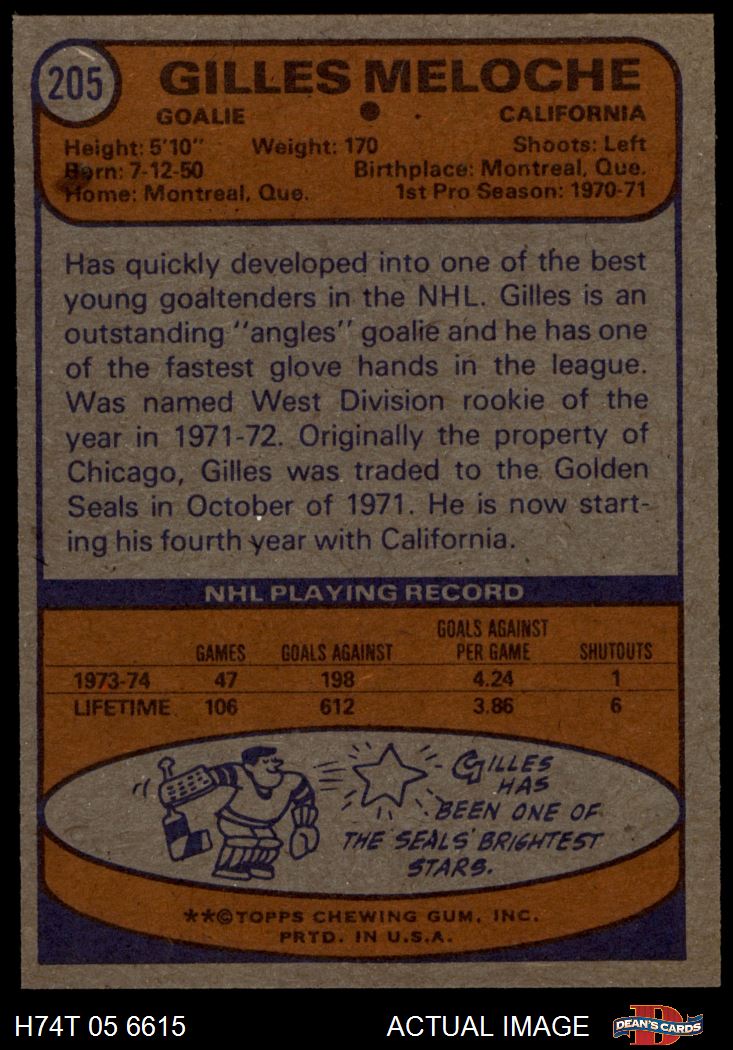 205
GILLES MELOCHE
GOALIE CALIFORNIA
Height: 5'10" Weight: 170 Shoots: Left
Born: 7-12-50 Birthplace: Montreal, Que.
Home: Montreal, Que. 1st Pro Season: 1970-71
Has quickly developed into one of the best
young goaltenders in the NHL. Gilles is an
outstanding "angles" goalie and he has one
of the fastest glove hands in the league.
Was named West Division rookie of the
year in 1971-72. Originally the property of
Chicago, Gilles was traded to the Golden
Seals in October of 1971. He is now start-
ing his fourth year with California.
NHL PLAYING RECORD
GAMES GOALS AGAINST GOALS AGAINST PER GAME SHUTOUTS
1973-74 47 198 4.24 1
LIFETIME 106 612 3.86 6
GILLES
HAS
BEEN ONE OF
THE SEALS' BRIGHTEST
STARS.
**©TOPPS CHEWING GUM, INC.
PRTD. IN U.S.A.
H74T 05 6615 ACTUAL IMAGE DEAN'S CARDS